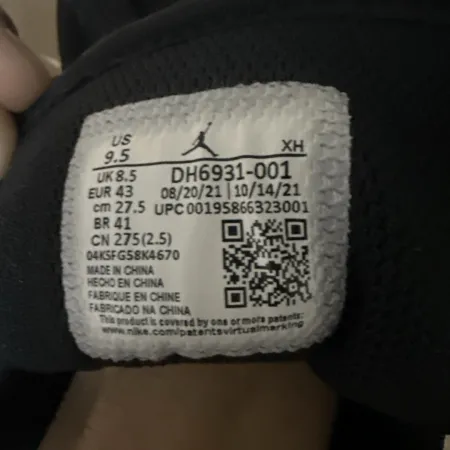 US
9.5
XH
UK 8.5
DH6931-001
EUR 43
08/20/21 | 10/14/21
cm 27.5
UPC 00195866323001
BR 41
CN 275(2.5)
04KSFG58K4670
MADE IN CHINA
HECHO EN CHINA
FABRIQUE EN CHINE
FABRICADO NA CHINA
This product is covered by one or more patents:
www.nike.com/patentsvirtualmarking